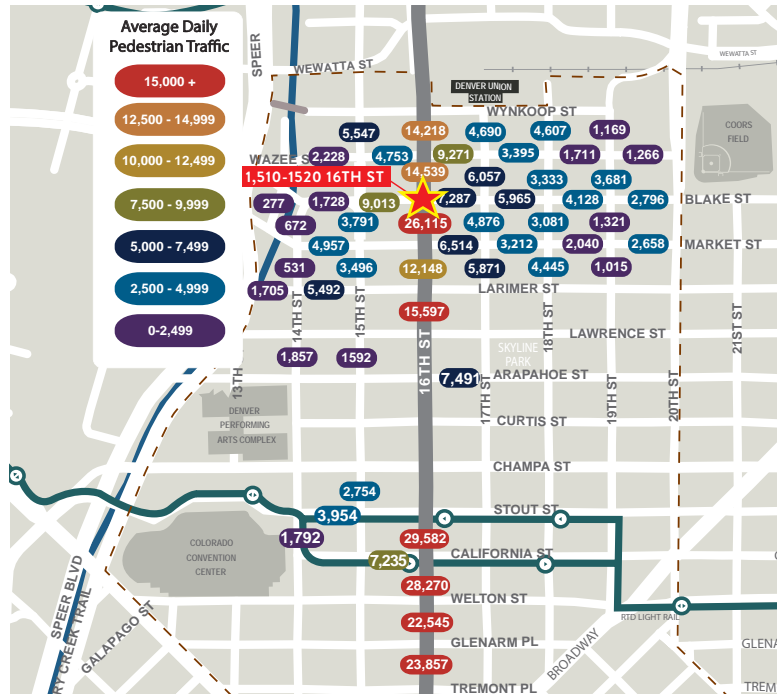 Average Daily
Pedestrian Traffic
15,000 +
12,500 - 14,999
10,000 - 12,499
7,500 - 9,999
5,000 - 7,499
2,500 - 4,999
0-2,499
SPEER
WEWATTA ST
WEWATTA ST
DENVER UNION
STATION
WYNKOOP ST
COORS
FIELD
5,547
14,218
4,690
4,607
1,169
WAZEE S
2,228
4,753
9,271
3,395
1,711
1,266
14,539
6,057
3,333
3,681
1,510-1520 16TH ST
277
1,728
9,013
7,287
5,965
4,128
2,796
BLAKE ST
672
3,791
26,115
4,876
3,081
1,321
4,957
6,514
3,212
2,040
2,658
MARKET ST
531
3,496
12,148
5,871
4,445
1,015
1,705
5,492
LARIMER ST
14TH ST
15TH ST
16TH ST
17TH ST
18TH ST
19TH ST
20TH ST
21ST ST
13TH
15,597
LAWRENCE ST
SKYLINE
PARK
1,857
1592
7,491
ARAPAHOE ST
DENVER
PERFORMING
ARTS COMPLEX
CURTIS ST
CHAMPA ST
2,754
3,954
STOUT ST
1,792
29,582
COLORADO
CONVENTION
CENTER
7,235
CALIFORNIA ST
28,270
WELTON ST
22,545
RTD LIGHT RAIL
GLENARM PL
GLENA
23,857
TREMONT PL
TREM
BROADWAY
SPEER BLVD
RY CREEK TRAIL
GALAPAGO ST